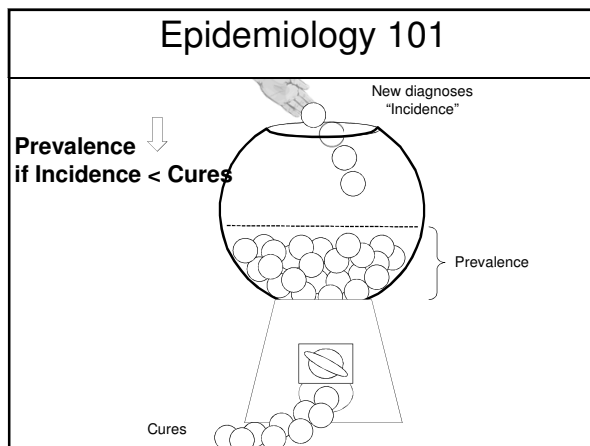 Epidemiology 101
New diagnoses
“Incidence”
Prevalence
if Incidence < Cures
Prevalence
Cures